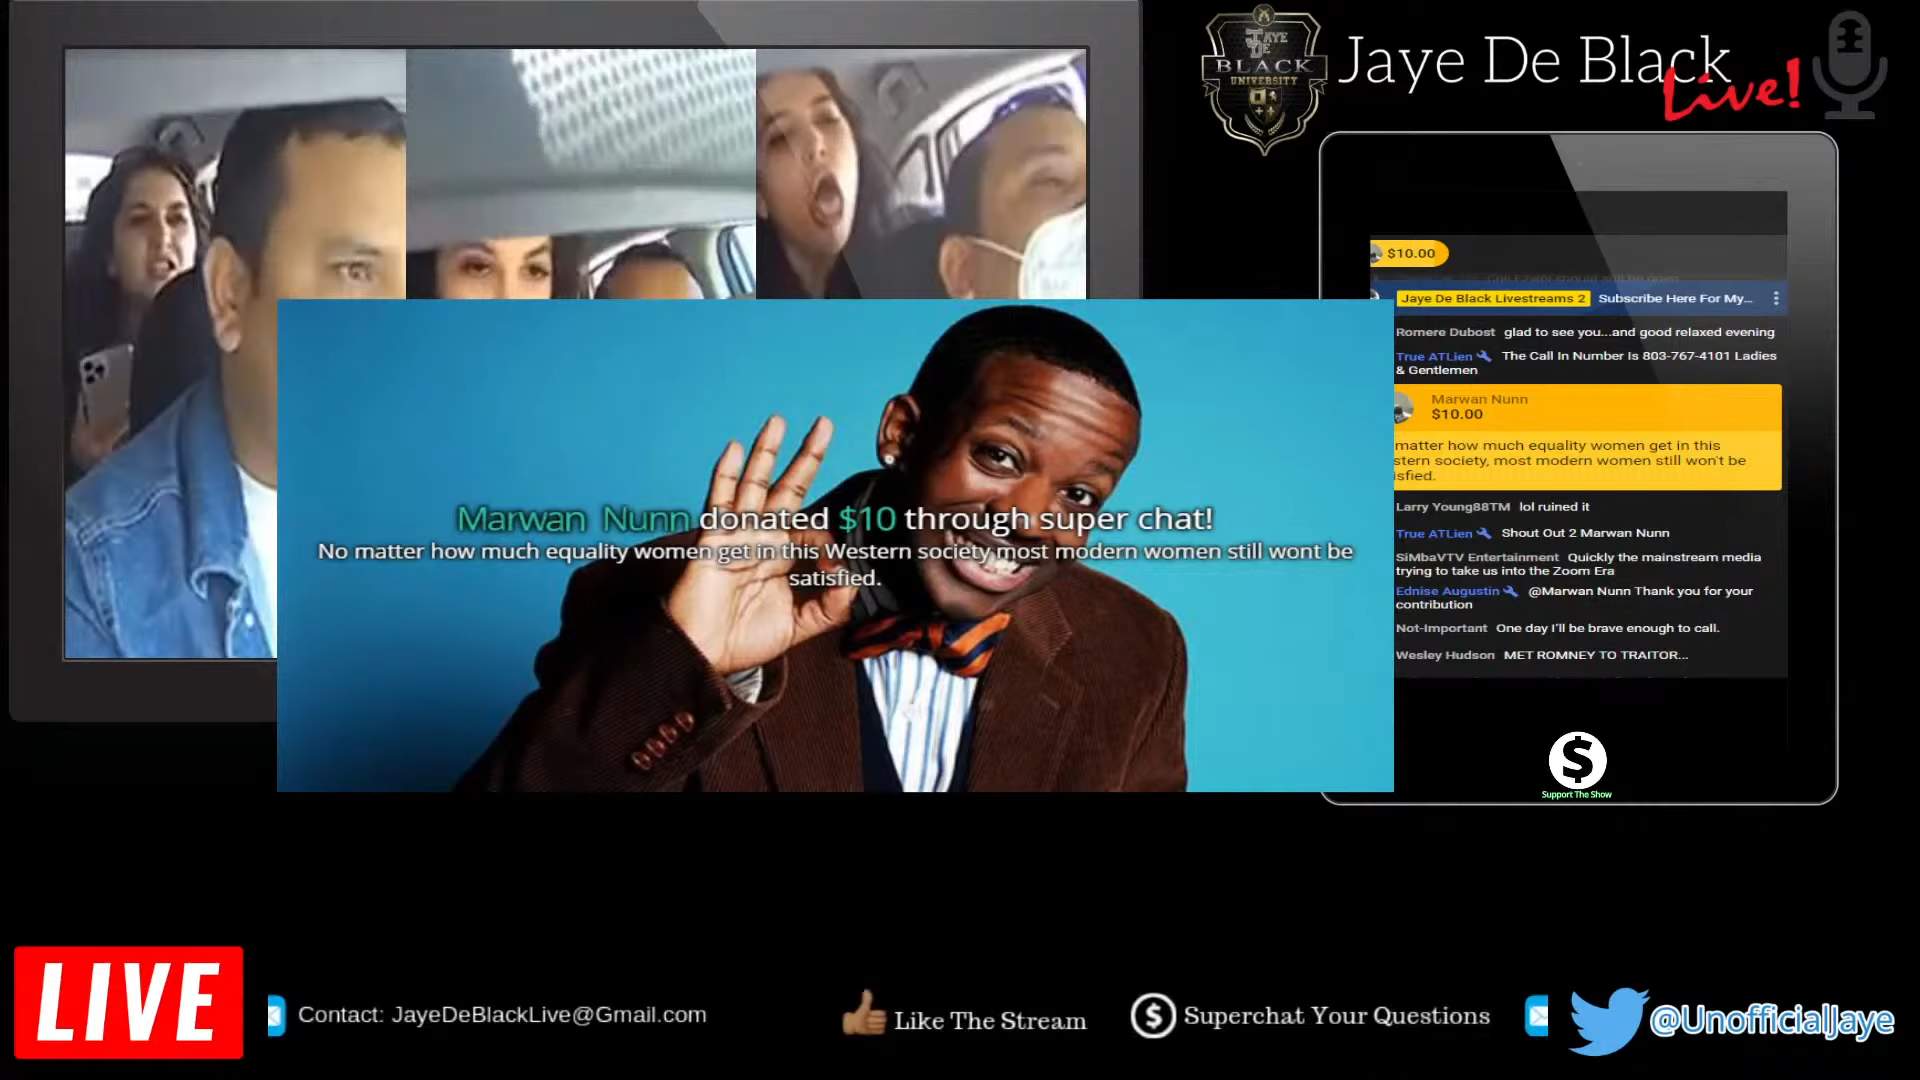 JAYE
DE
BLACK
UNIVERSITY
Jaye De Black
Live!
$10.00
Jaye De Black Livestreams 2 Subscribe Here For My...
Romere Dubost glad to see you...and good relaxed evening
True ATLien The Call In Number Is 803-767-4101 Ladies
& Gentlemen
Marwan Nunn
$10.00
matter how much equality women get in this
stern society, most modern women still won't be
isfied.
Larry Young88TM lol ruined it
True ATLien Shout Out 2 Marwan Nunn
SiMbaVTV Entertainment Quickly the mainstream media
trying to take us into the Zoom Era
Ednise Augustin @Marwan Nunn Thank you for your
contribution
Not-Important One day I'll be brave enough to call.
Wesley Hudson MET ROMNEY TO TRAITOR...
Marwan Nunn donated $10 through super chat!
No matter how much equality women get in this Western society most modern women still wont be
satisfied.
$
Support The Show
LIVE
Contact: JayeDeBlackLive@Gmail.com
Like The Stream
$ Superchat Your Questions
@UnofficialJaye